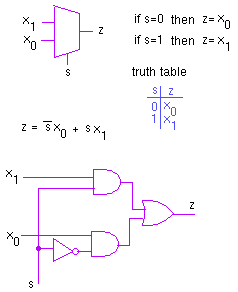 x₁
x₀
z
s
if s=0 then z=x₀
if s=1 then z=x₁
truth table
s z
0 x₀
1 x₁
z = s̅ x₀ + s x₁
x₁
z
x₀
s